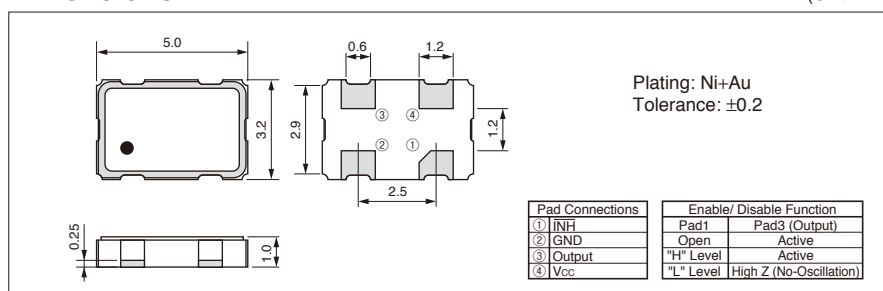 5.0
3.2
0.6
1.2
2.9
③ ④
② ①
1.2
2.5
0.25
1.0
Plating: Ni+Au
Tolerance: ±0.2
Pad Connections
① I̅N̅H̅
② GND
③ Output
④ Vcc
Enable/ Disable Function
Pad1 Pad3 (Output)
Open Active
"H" Level Active
"L" Level High Z (No-Oscillation)